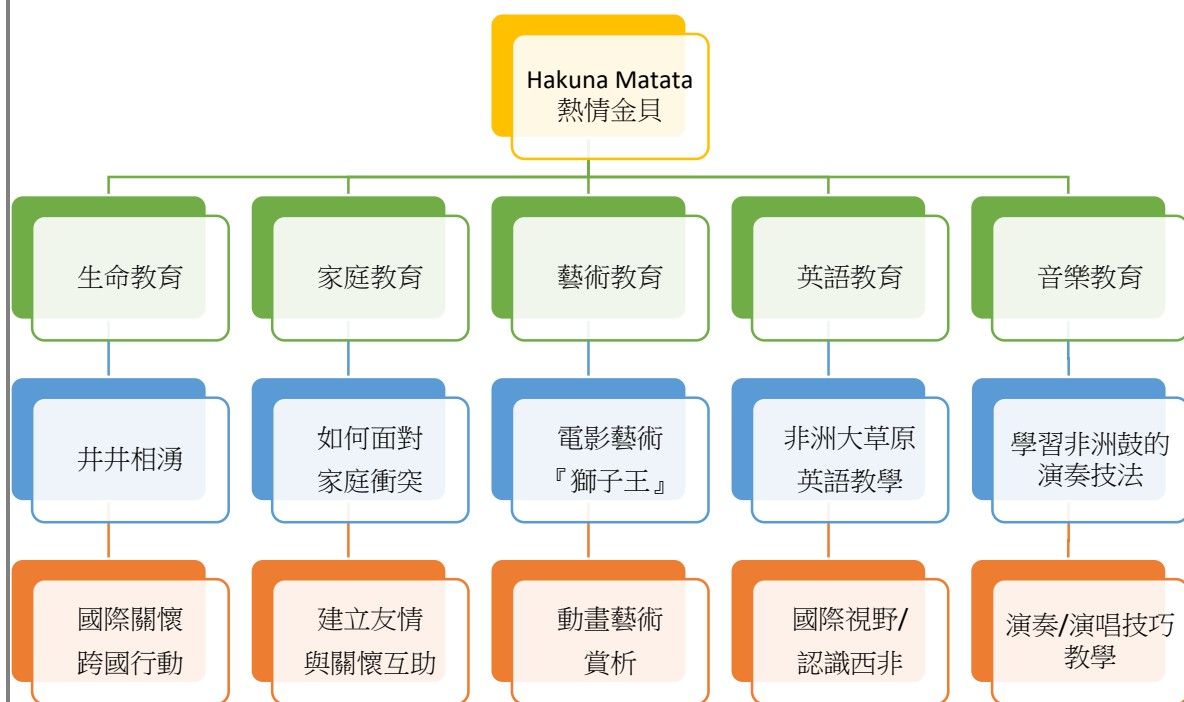 Hakuna Matata
熱情金貝
生命教育
家庭教育
藝術教育
英語教育
音樂教育
井井相湧
如何面對
家庭衝突
電影藝術
『獅子王』
非洲大草原
英語教學
學習非洲鼓的
演奏技法
國際關懷
跨國行動
建立友情
與關懷互助
動畫藝術
賞析
國際視野/
認識西非
演奏/演唱技巧
教學